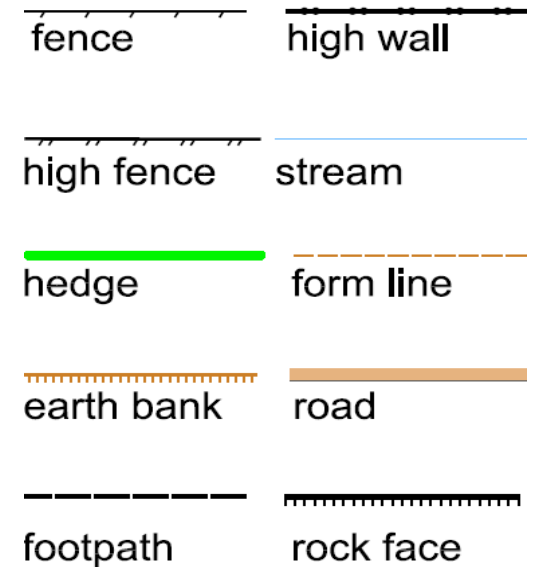 fence
high wall
high fence
stream
hedge
form line
earth bank
road
footpath
rock face